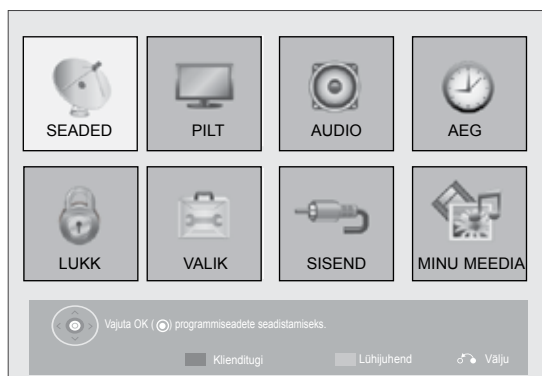 SEADED PILT AUDIO AEG
LUKK VALIK SISEND MINU MEEDIA
Vajuta OK ( ) programmiseadete seadistamiseks.
Klienditugi Lühijuhend Välju